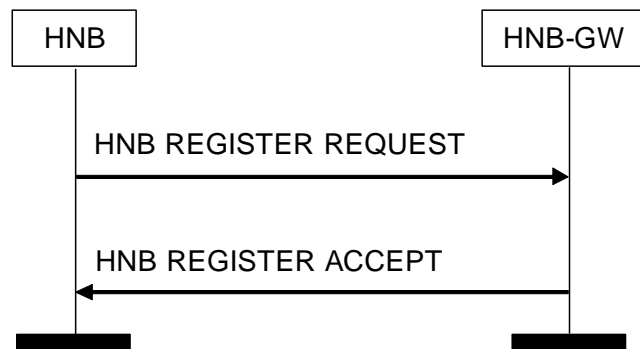 HNB
HNB-GW
HNB REGISTER REQUEST
HNB REGISTER ACCEPT